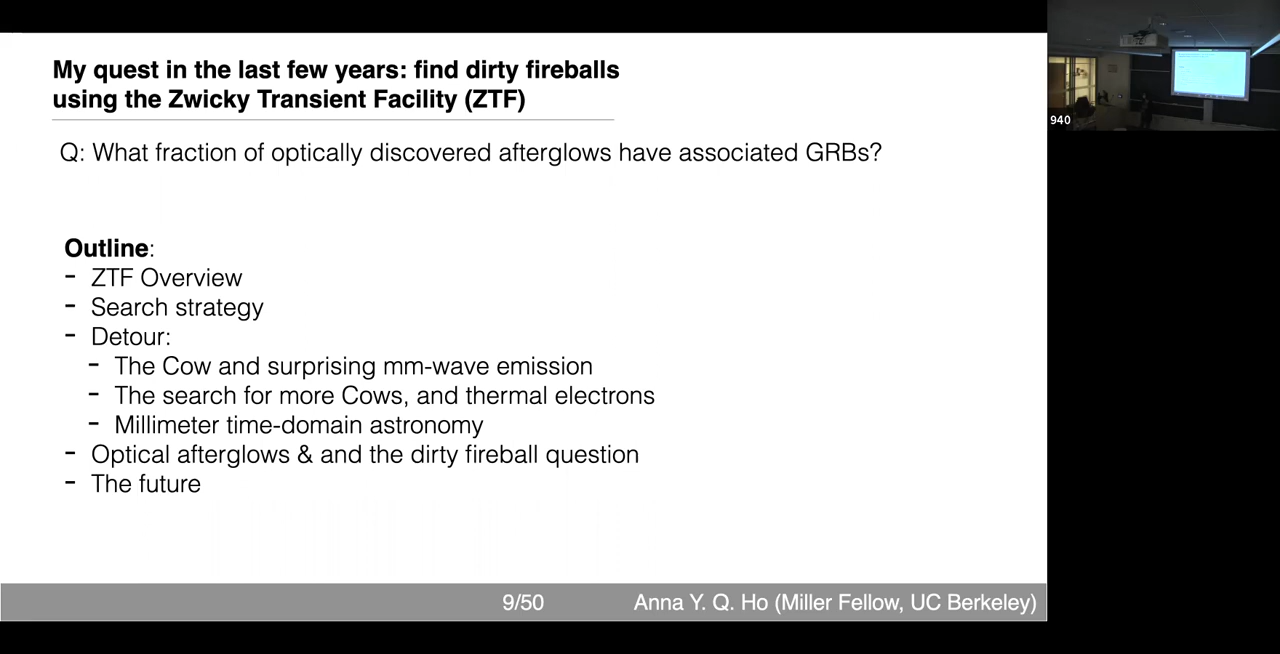 My quest in the last few years: find dirty fireballs
using the Zwicky Transient Facility (ZTF)
Q: What fraction of optically discovered afterglows have associated GRBs?
Outline:
- ZTF Overview
- Search strategy
- Detour:
- The Cow and surprising mm-wave emission
- The search for more Cows, and thermal electrons
- Millimeter time-domain astronomy
- Optical afterglows & and the dirty fireball question
- The future
9/50
Anna Y. Q. Ho (Miller Fellow, UC Berkeley)
940